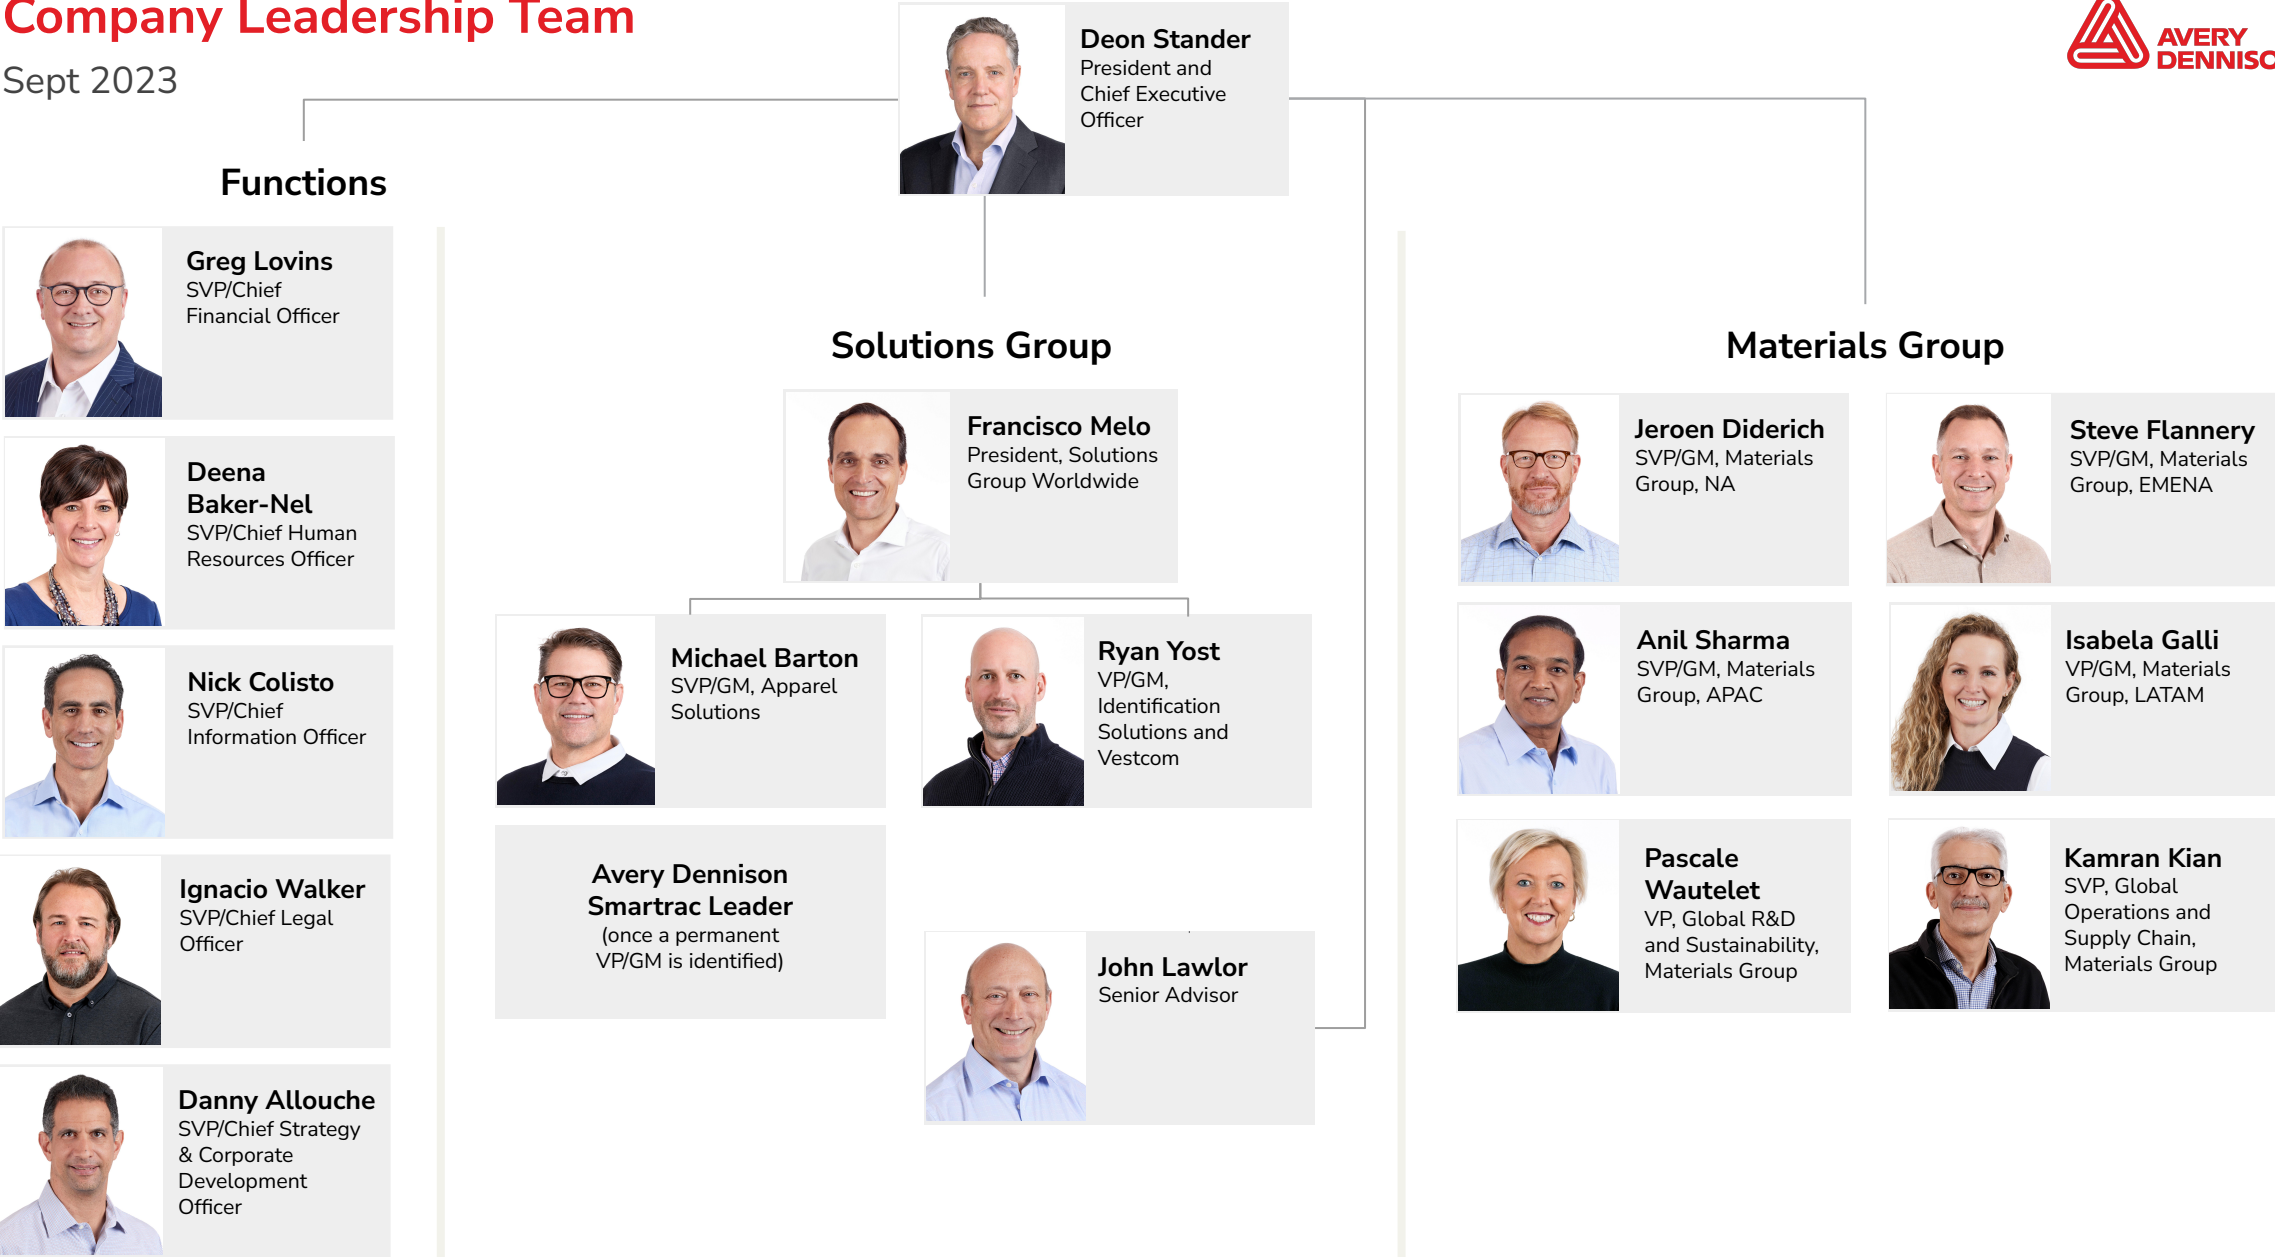 Company Leadership Team
Sept 2023
Deon Stander
President and
Chief Executive
Officer
AVERY
DENNISO
Functions
Greg Lovins
SVP/Chief
Financial Officer
Deena
Baker-Nel
SVP/Chief Human
Resources Officer
Nick Colisto
SVP/Chief
Information Officer
Ignacio Walker
SVP/Chief Legal
Officer
Danny Allouche
SVP/Chief Strategy
& Corporate
Development
Officer
Solutions Group
Francisco Melo
President, Solutions
Group Worldwide
Michael Barton
SVP/GM, Apparel
Solutions
Ryan Yost
VP/GM,
Identification
Solutions and
Vestcom
Avery Dennison
Smartrac Leader
(once a permanent
VP/GM is identified)
John Lawlor
Senior Advisor
Materials Group
Jeroen Diderich
SVP/GM, Materials
Group, NA
Steve Flannery
SVP/GM, Materials
Group, EMENA
Anil Sharma
SVP/GM, Materials
Group, APAC
Isabela Galli
VP/GM, Materials
Group, LATAM
Pascale
Wautelet
VP, Global R&D
and Sustainability,
Materials Group
Kamran Kian
SVP, Global
Operations and
Supply Chain,
Materials Group